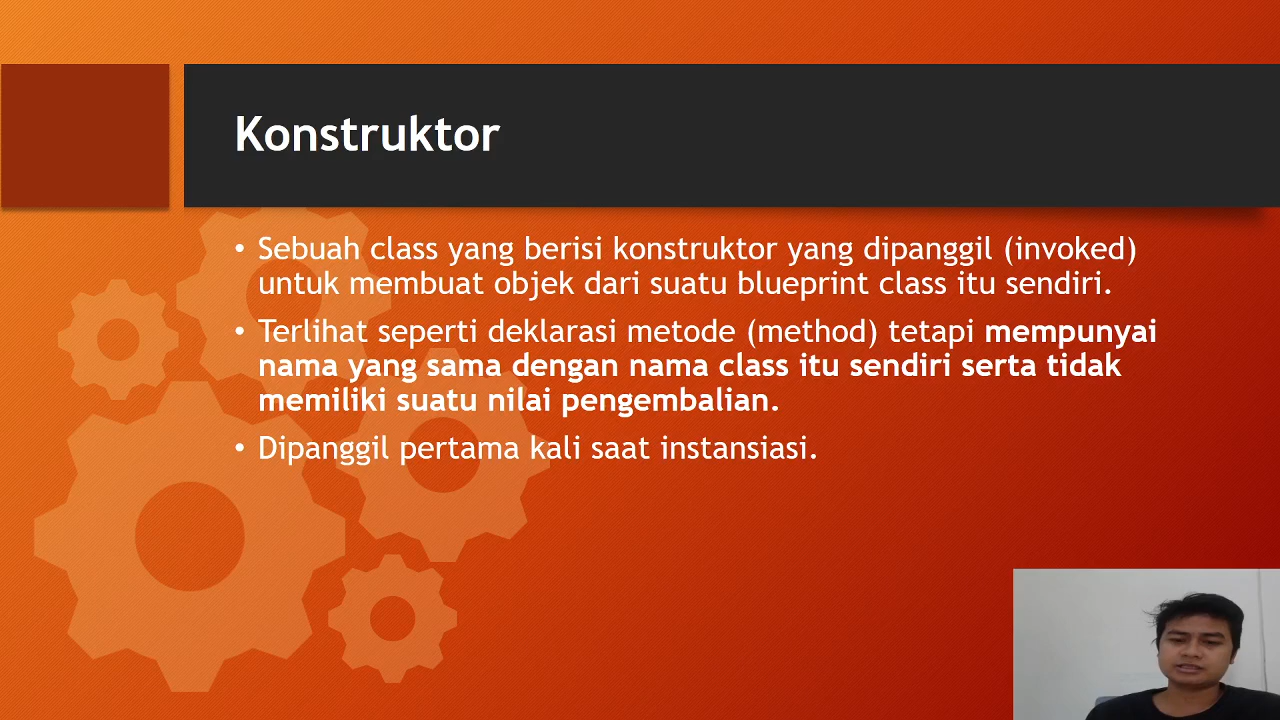 Konstruktor
• Sebuah class yang berisi konstruktor yang dipanggil (invoked)
untuk membuat objek dari suatu blueprint class itu sendiri.
• Terlihat seperti deklarasi metode (method) tetapi mempunyai
nama yang sama dengan nama class itu sendiri serta tidak
memiliki suatu nilai pengembalian.
• Dipanggil pertama kali saat instansiasi.